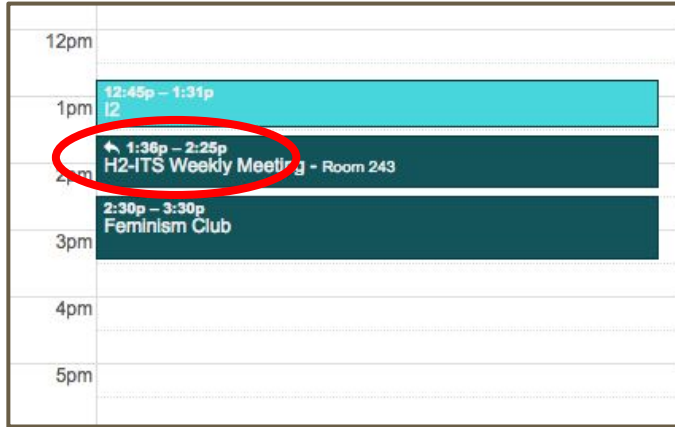 12pm
12:45p – 1:31p
1pm
I2
1:36p – 2:25p
2pm
H2-ITS Weekly Meeting - Room 243
2:30p – 3:30p
Feminism Club
3pm
4pm
5pm